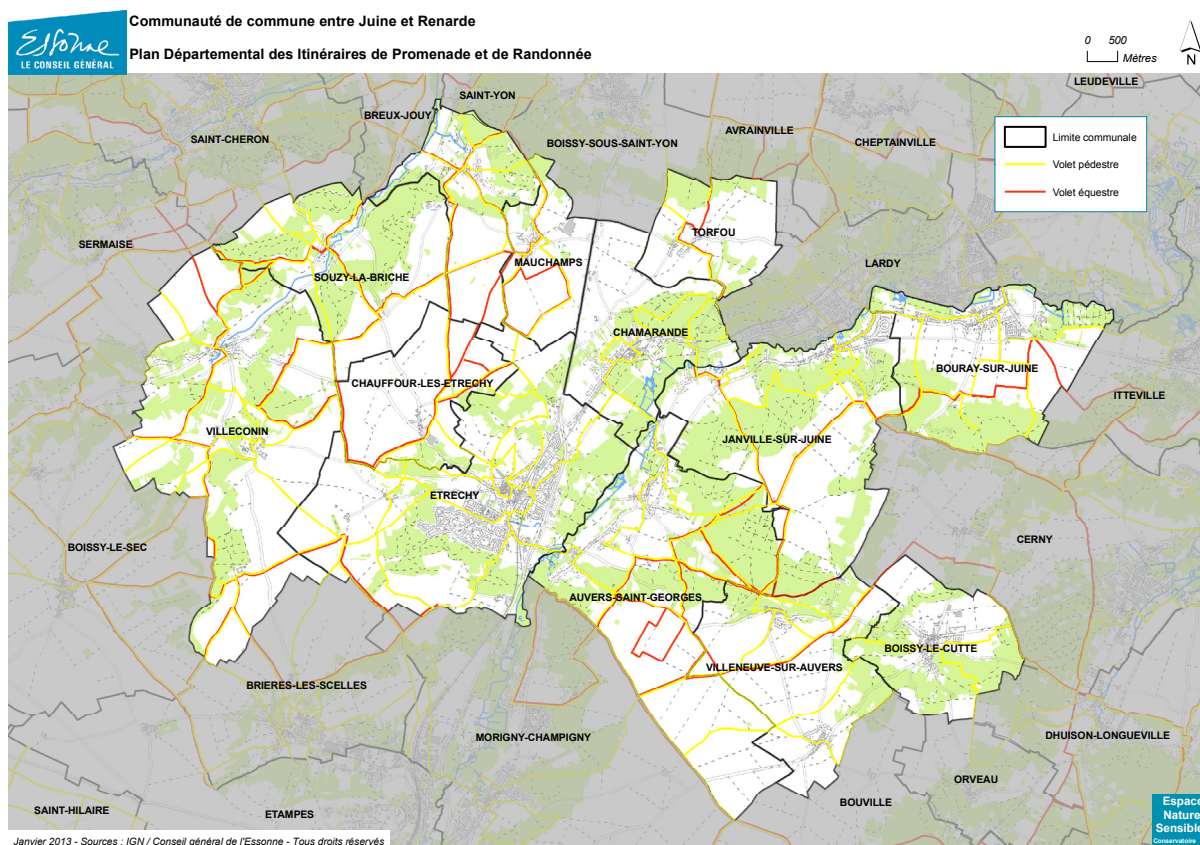 Essonne
LE CONSEIL GÉNÉRAL
Communauté de commune entre Juine et Renarde
Plan Départemental des Itinéraires de Promenade et de Randonnée
0 500
Mètres
N
LEUDEVILLE
SAINT-YON
BREUX-JOUY
SAINT-CHERON
BOISSY-SOUS-SAINT-YON
AVRAINVILLE
CHEPTAINVILLE
Limite communale
Volet pédestre
Volet équestre
SERMAISE
TORFOU
MAUCHAMPS
LARDY
SOUZY-LA-BRICHE
CHAMARANDE
BOURAY-SUR-JUINE
CHAUFFOUR-LES-ETRECHY
ITTEVILLE
VILLECONIN
JANVILLE-SUR-JUINE
ETRECHY
CERNY
BOISSY-LE-SEC
AUVERS-SAINT-GEORGES
BOISSY-LE-CUTTE
VILLENEUVE-SUR-AUVERS
BRIERES-LES-SCELLES
MORIGNY-CHAMPIGNY
DHUISON-LONGUEVILLE
ORVEAU
BOUVILLE
SAINT-HILAIRE
ETAMPES
Espace
Nature
Sensible
Conservatoire
Janvier 2013 - Sources : IGN / Conseil général de l'Essonne - Tous droits réservés